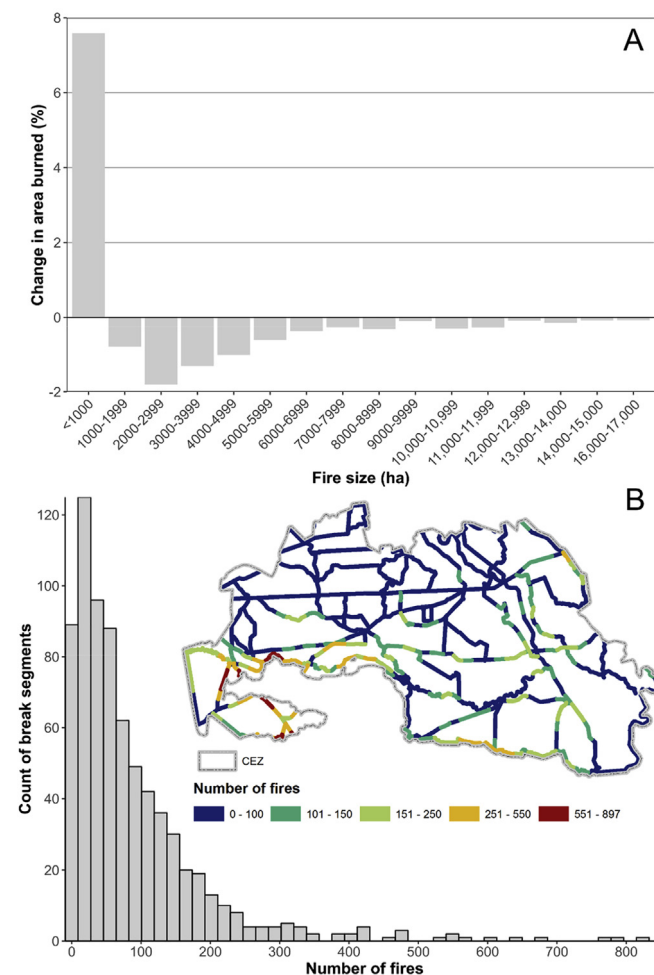 A
8
6
4
2
0
-2
Change in area burned (%)
<1000
1000-1999
2000-2999
3000-3999
4000-4999
5000-5999
6000-6999
7000-7999
8000-8999
9000-9999
10,000-10,999
11,000-11,999
12,000-12,999
13,000-14,000
14,000-15,000
16,000-17,000
Fire size (ha)
B
120
100
80
60
40
20
0
Count of break segments
CEZ
Number of fires
0 - 100
101 - 150
151 - 250
251 - 550
551 - 897
0 100 200 300 400 500 600 700 800
Number of fires